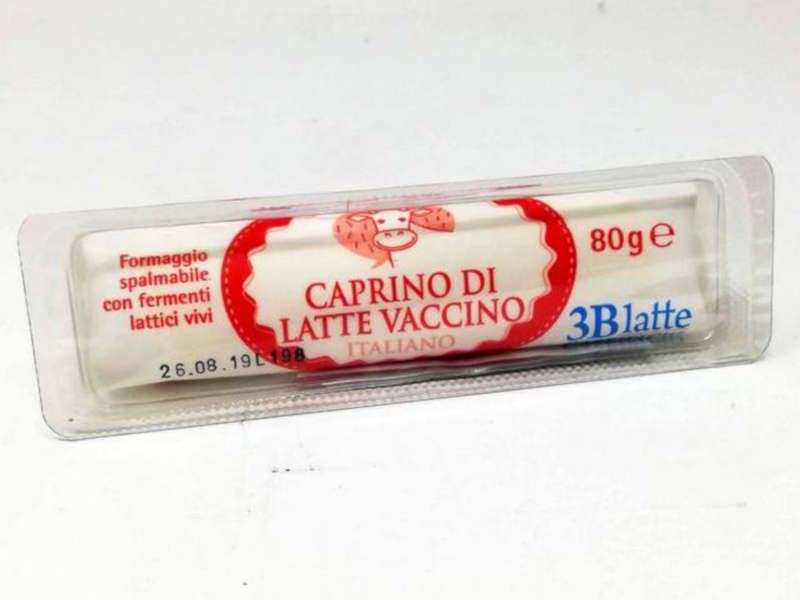 Formaggio
spalmabile
con fermenti
lattici vivi
CAPRINO DI
LATTE VACCINO
ITALIANO
80g e
3Blatte
26.08.19L198